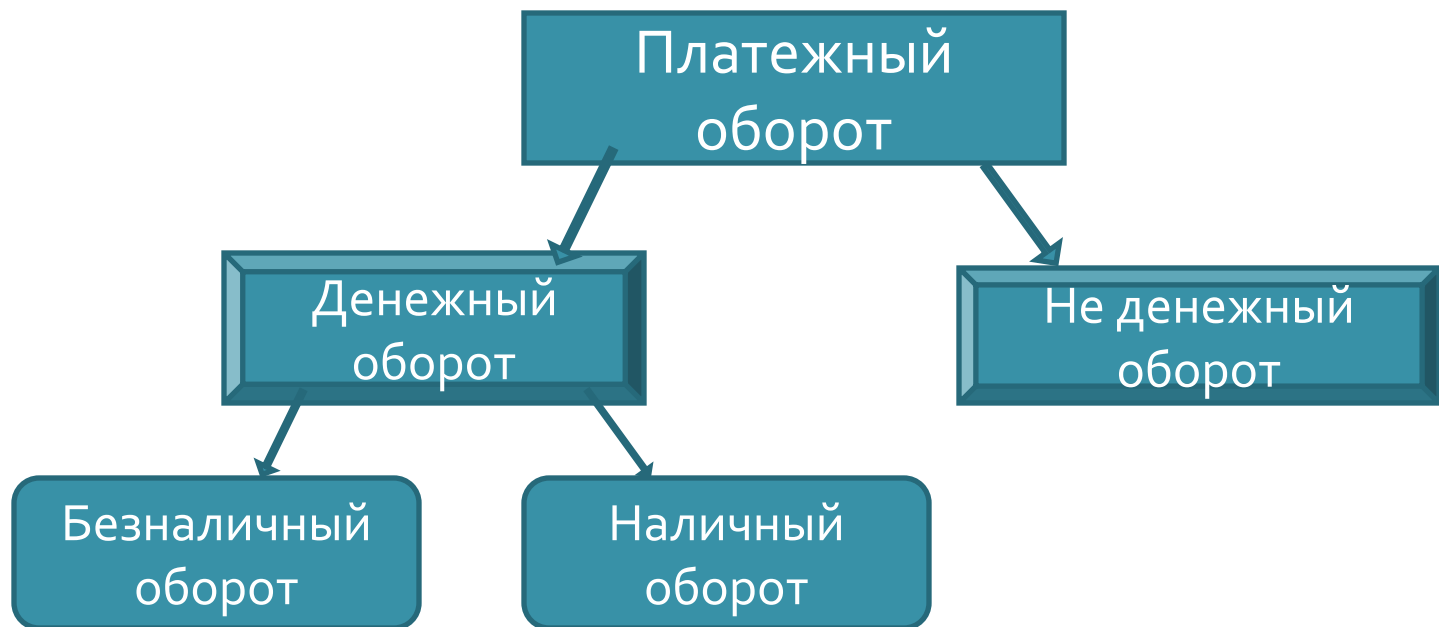 Платежный
оборот
Денежный
оборот
Не денежный
оборот
Безналичный
оборот
Наличный
оборот